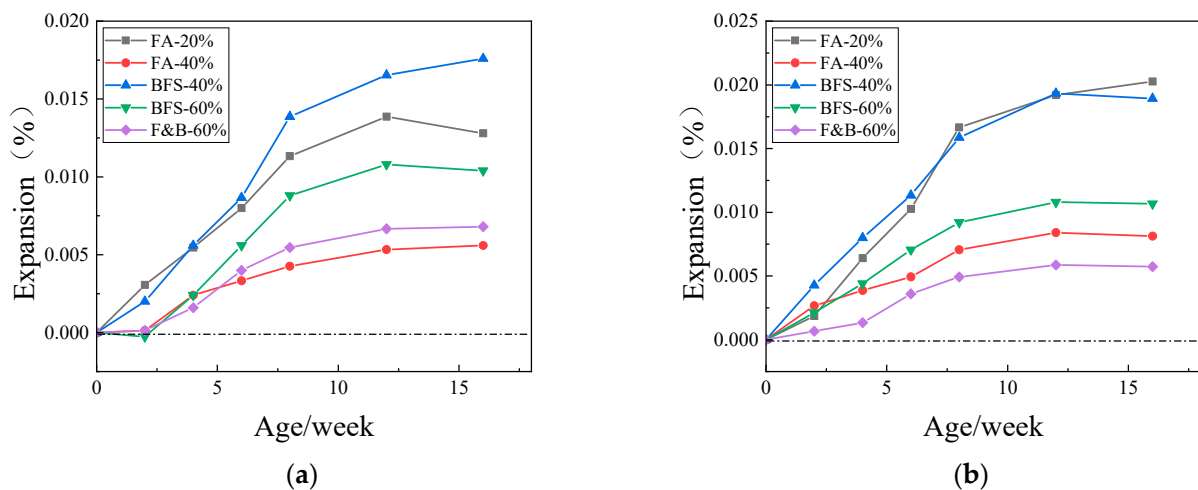 0.020
0.015
0.010
0.005
0.000
Expansion（%）
FA-20%
FA-40%
BFS-40%
BFS-60%
F&B-60%
0 5 10 15
Age/week
(a)
0.025
0.020
0.015
0.010
0.005
0.000
Expansion（%）
FA-20%
FA-40%
BFS-40%
BFS-60%
F&B-60%
0 5 10 15
Age/week
(b)